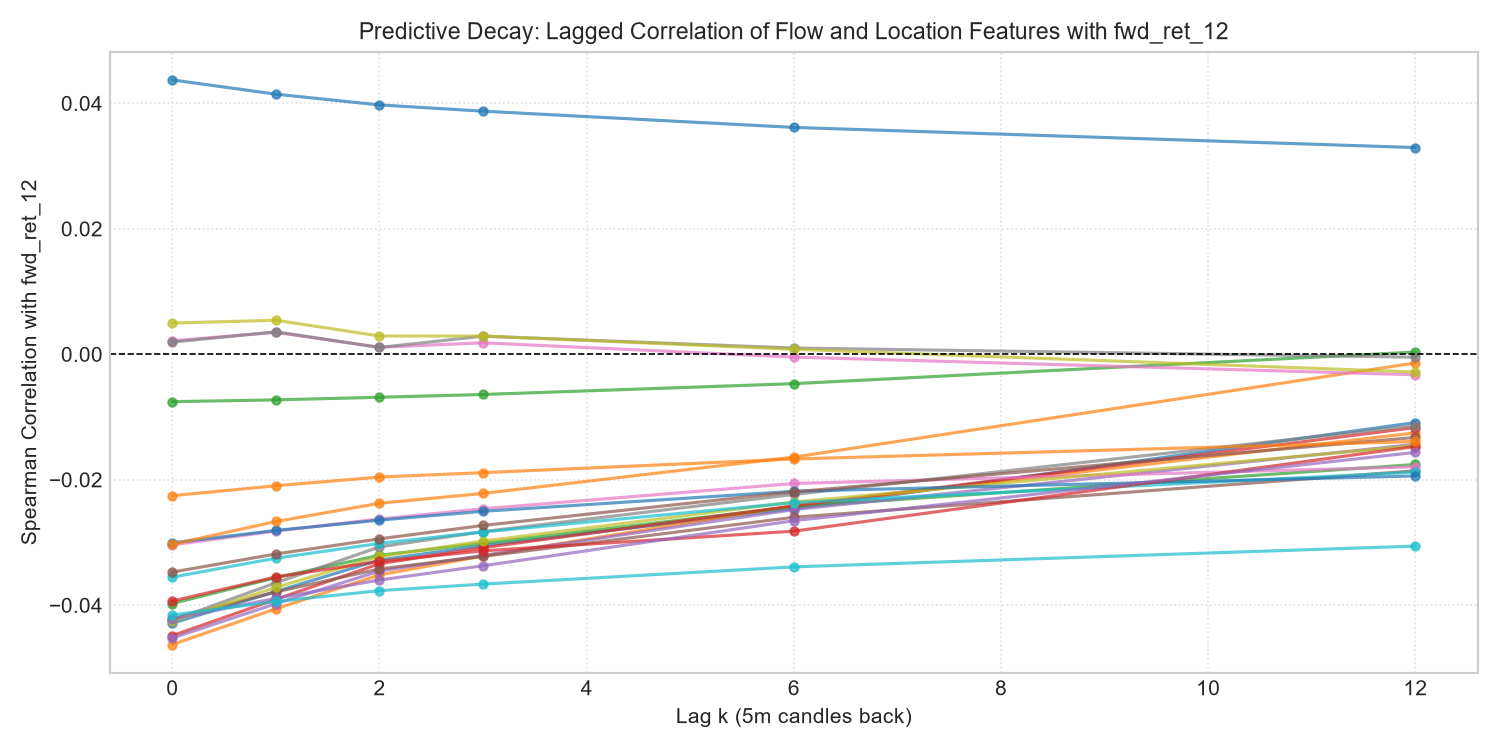 Predictive Decay: Lagged Correlation of Flow and Location Features with fwd_ret_12
Spearman Correlation with fwd_ret_12
0.04
0.02
0.00
−0.02
−0.04
0 2 4 6 8 10 12
Lag k (5m candles back)